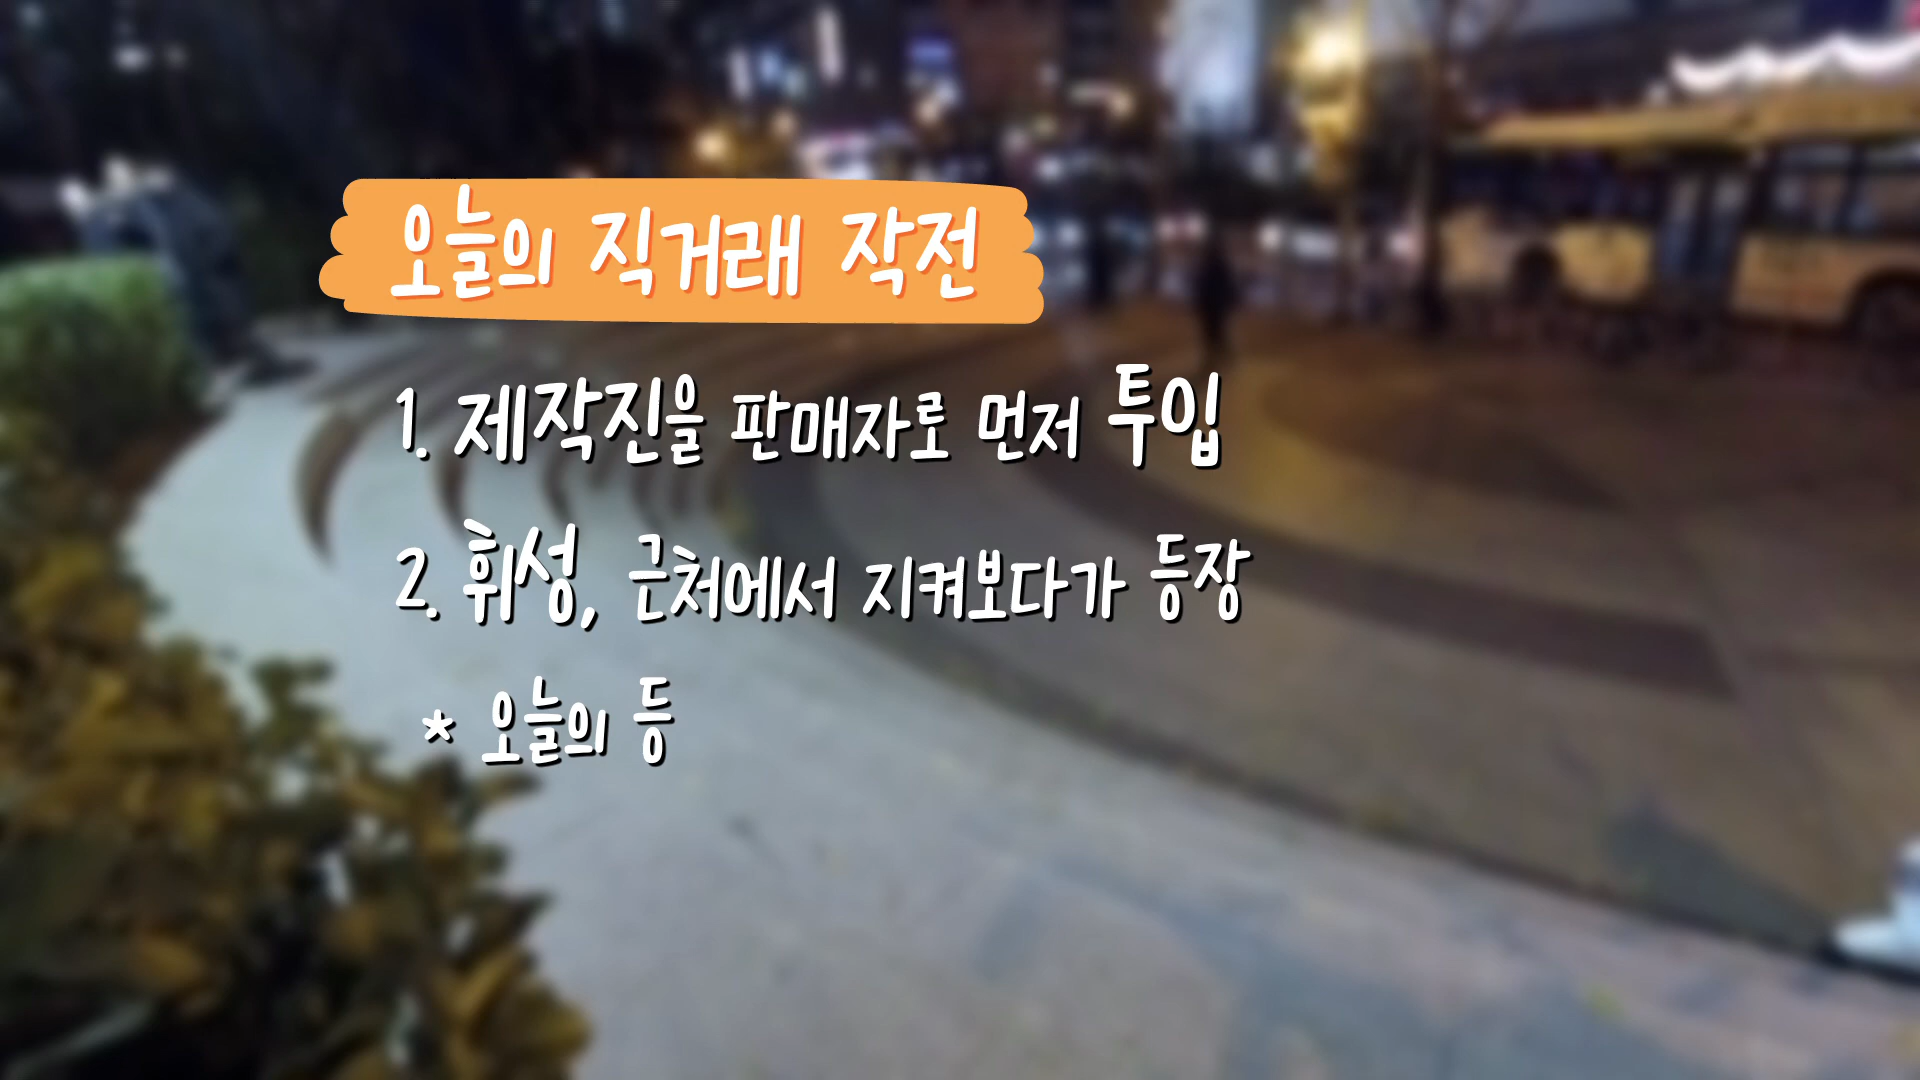 오늘의 직거래 작전
1. 제작진을 판매자로 먼저 투입
2. 휘성, 근처에서 지켜보다가 등장
* 오늘의 등